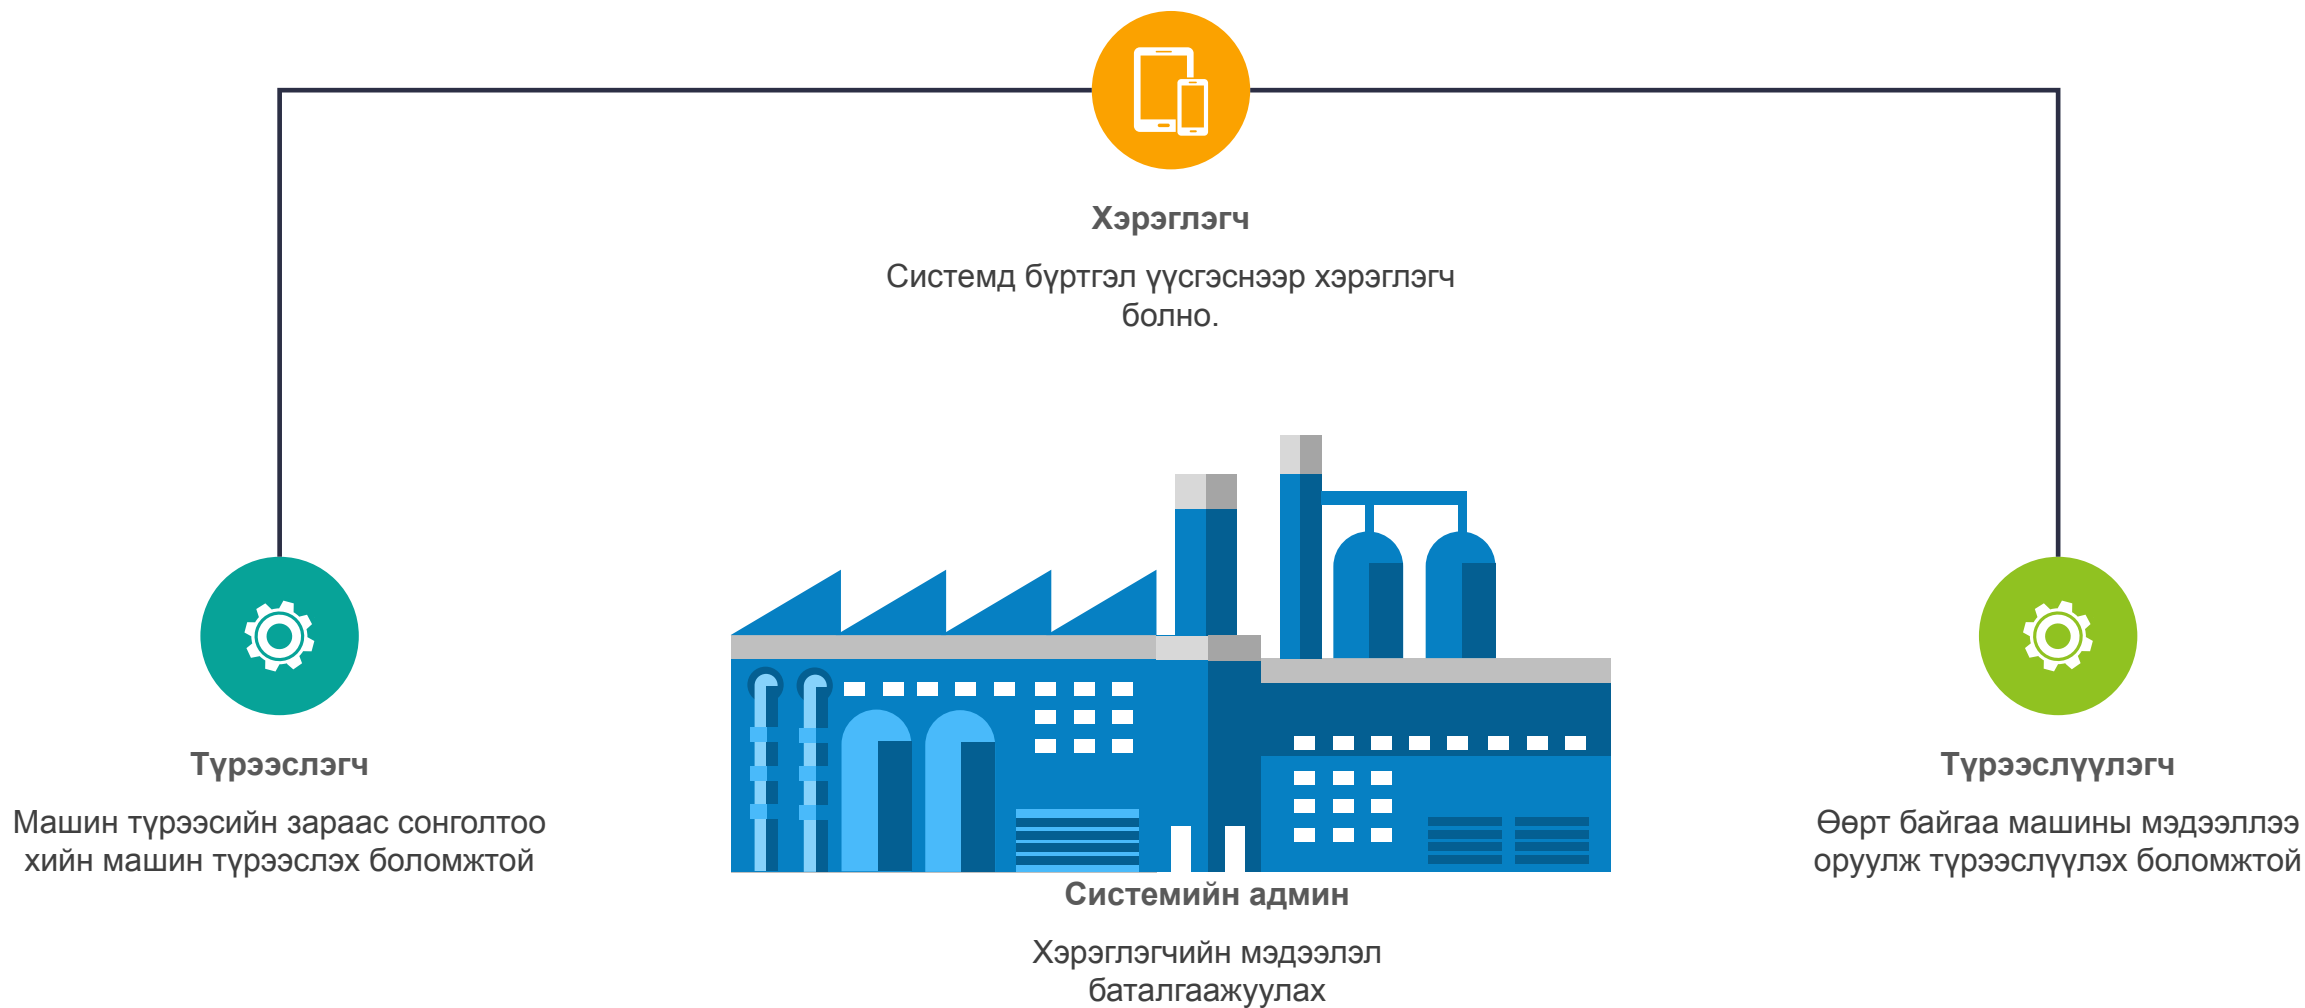 Хэрэглэгч
Системд бүртгэл үүсгэснээр хэрэглэгч
болно.
Түрээслэгч
Машин түрээсийн зараас сонголтоо
хийн машин түрээслэх боломжтой
Түрээслүүлэгч
Өөрт байгаа машины мэдээллээ
оруулж түрээслүүлэх боломжтой
Системийн админ
Хэрэглэгчийн мэдээлэл
баталгаажуулах